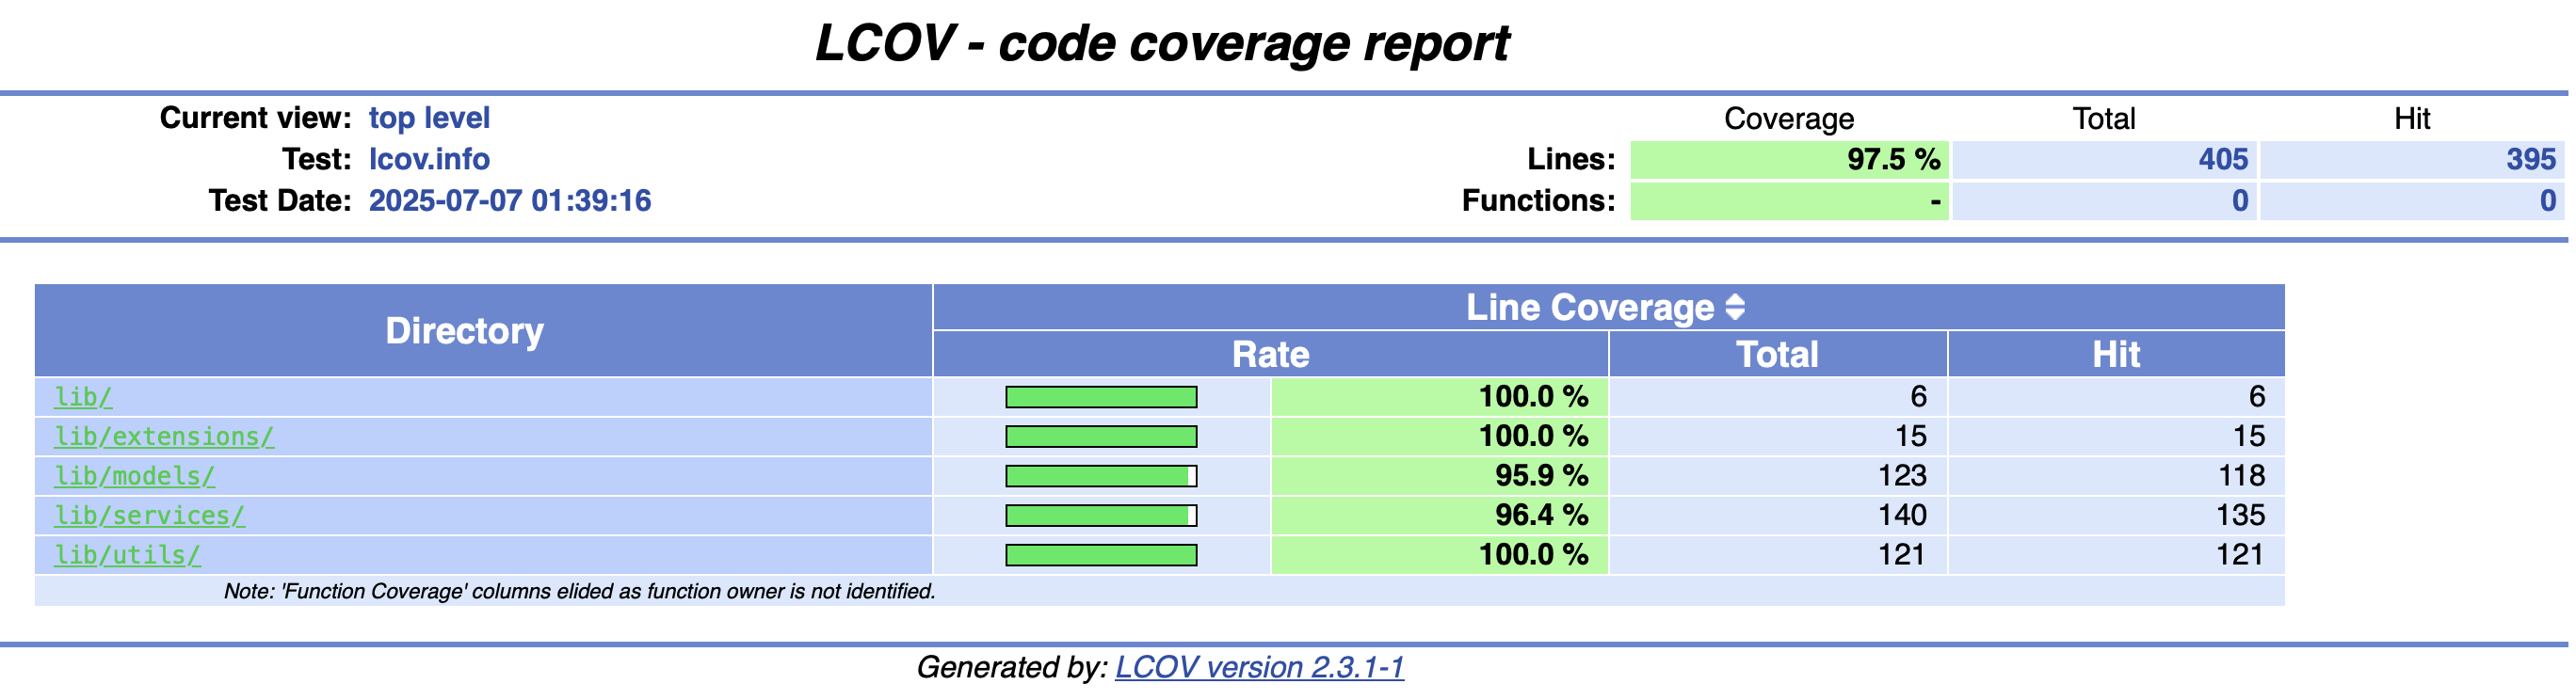 LCOV - code coverage report
Current view: top level
Coverage Total Hit
Test: lcov.info
Lines: 97.5 % 405 395
Test Date: 2025-07-07 01:39:16
Functions: - 0 0
Directory
Line Coverage
Rate Total Hit
lib/ 100.0 % 6 6
lib/extensions/ 100.0 % 15 15
lib/models/ 95.9 % 123 118
lib/services/ 96.4 % 140 135
lib/utils/ 100.0 % 121 121
Note: 'Function Coverage' columns elided as function owner is not identified.
Generated by: LCOV version 2.3.1-1